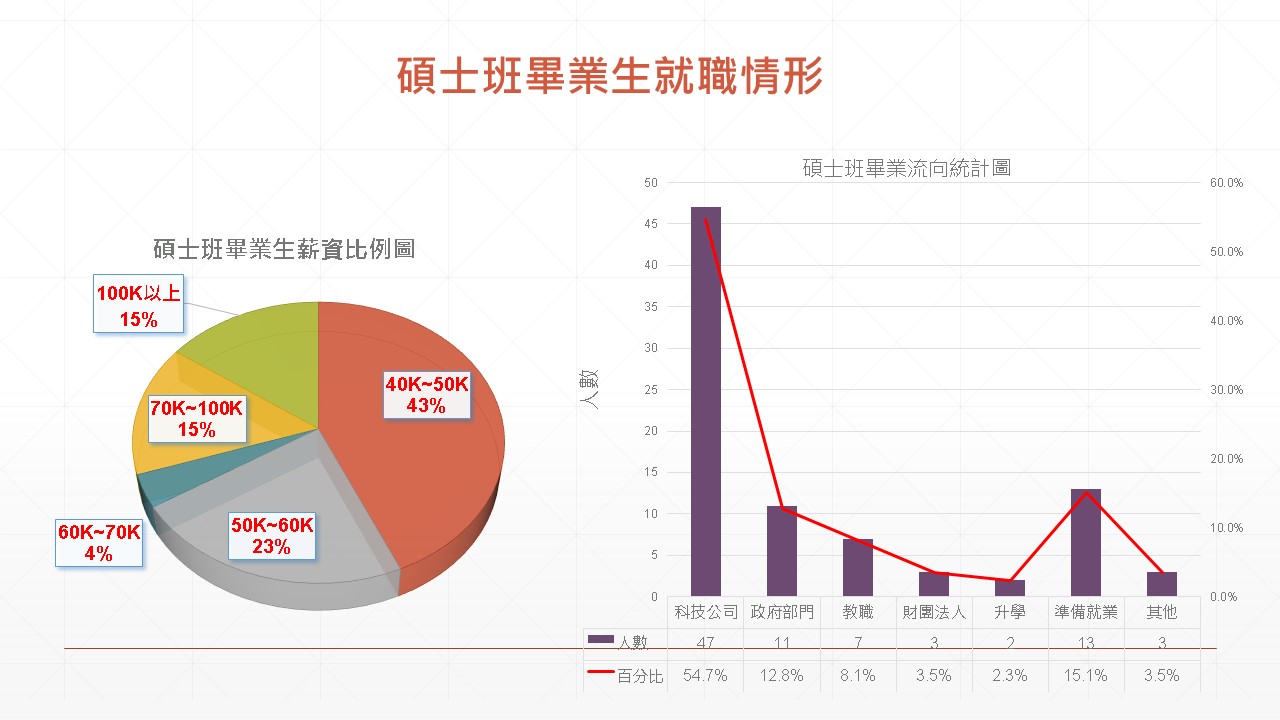 碩士班畢業生就職情形
碩士班畢業生薪資比例圖
100K以上
15%
40K~50K
43%
70K~100K
15%
50K~60K
23%
60K~70K
4%
碩士班畢業流向統計圖
人數
50
45
40
35
30
25
20
15
10
5
0
60.0%
50.0%
40.0%
30.0%
20.0%
10.0%
0.0%
科技公司 政府部門 教職 財團法人 升學 準備就業 其他
人數 47 11 7 3 2 13 3
百分比 54.7% 12.8% 8.1% 3.5% 2.3% 15.1% 3.5%